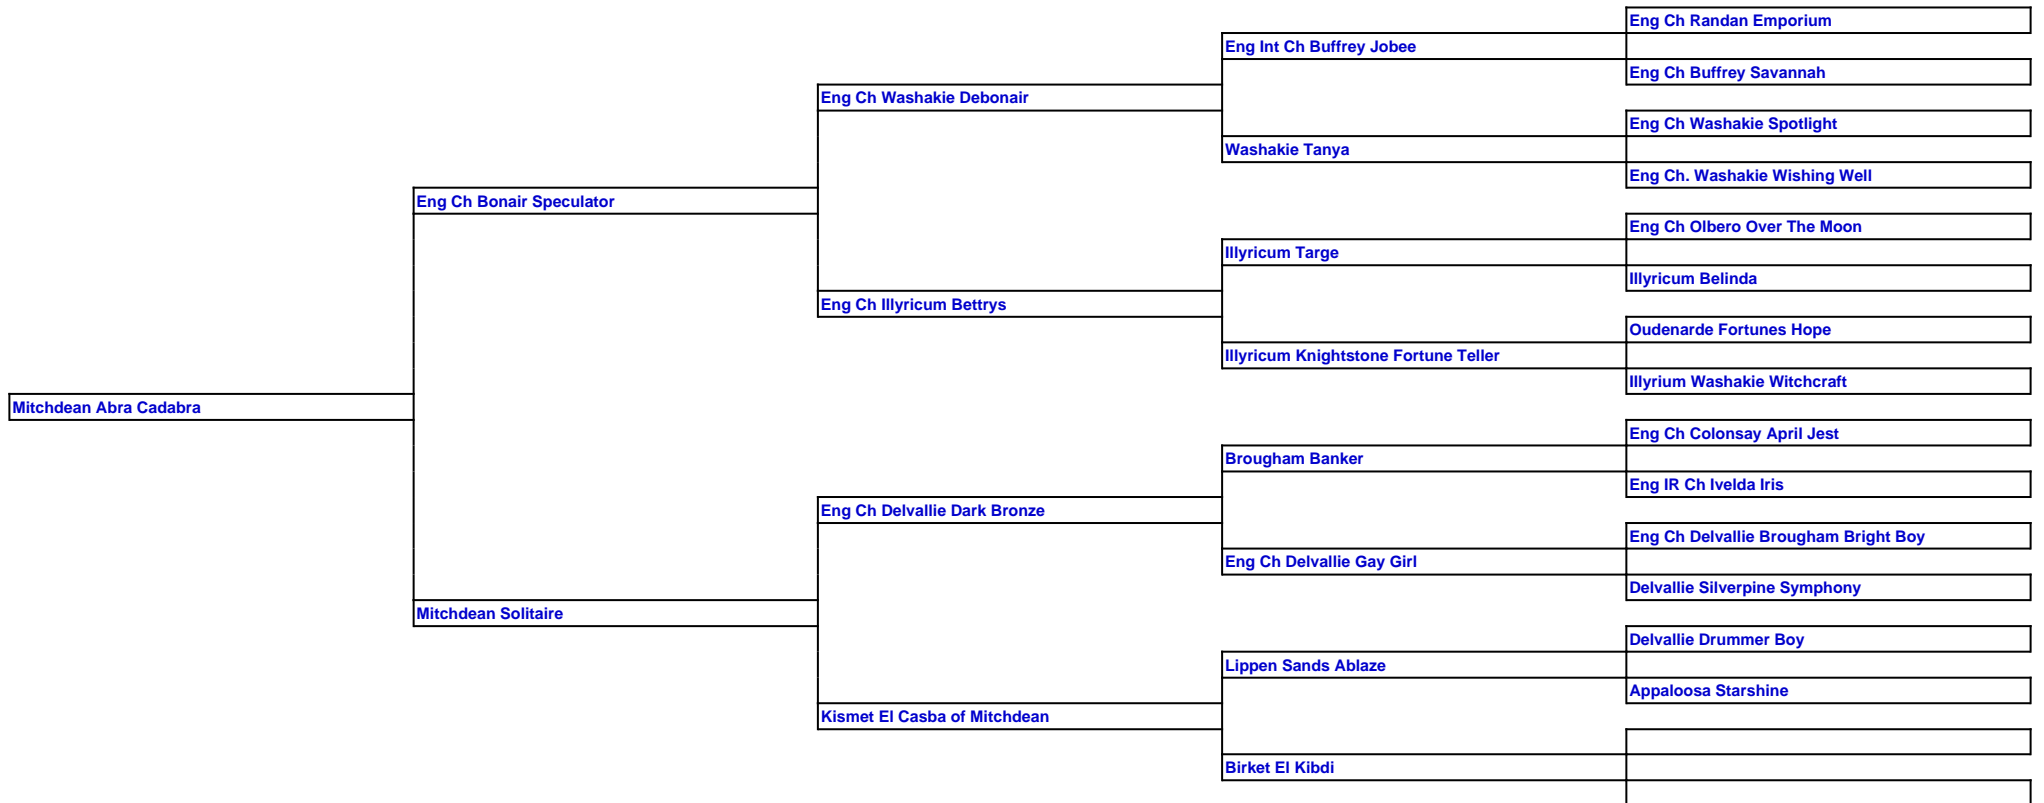 Eng Ch Randan Emporium
Eng Int Ch Buffrey Jobee
Eng Ch Buffrey Savannah
Eng Ch Washakie Debonair
Eng Ch Washakie Spotlight
Washakie Tanya
Eng Ch. Washakie Wishing Well
Eng Ch Bonair Speculator
Eng Ch Olbero Over The Moon
Illyricum Targe
Illyricum Belinda
Eng Ch Illyricum Bettrys
Oudenarde Fortunes Hope
Illyricum Knightstone Fortune Teller
Illyrium Washakie Witchcraft
Mitchdean Abra Cadabra
Eng Ch Colonsay April Jest
Brougham Banker
Eng IR Ch Ivelda Iris
Eng Ch Delvallie Dark Bronze
Eng Ch Delvallie Brougham Bright Boy
Eng Ch Delvallie Gay Girl
Delvallie Silverpine Symphony
Mitchdean Solitaire
Delvallie Drummer Boy
Lippen Sands Ablaze
Appaloosa Starshine
Kismet El Casba of Mitchdean
Birket El Kibdi